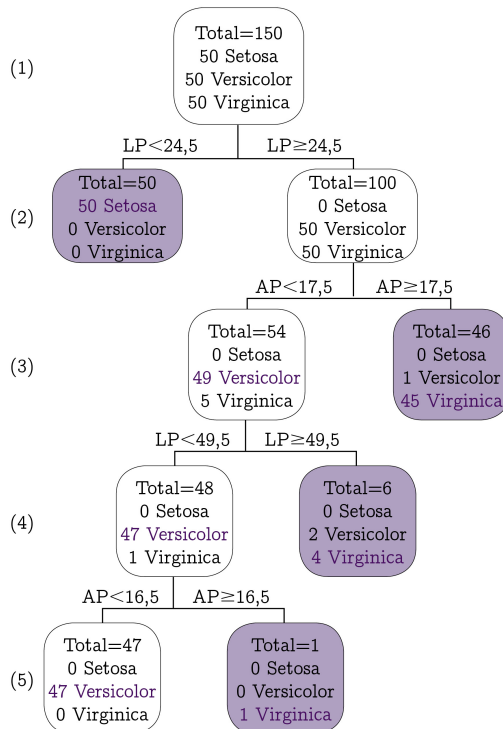 (1)
Total=150
50 Setosa
50 Versicolor
50 Virginica
LP<24,5
LP≥24,5
(2)
Total=50
50 Setosa
0 Versicolor
0 Virginica
Total=100
0 Setosa
50 Versicolor
50 Virginica
AP<17,5
AP≥17,5
(3)
Total=54
0 Setosa
49 Versicolor
5 Virginica
Total=46
0 Setosa
1 Versicolor
45 Virginica
LP<49,5
LP≥49,5
(4)
Total=48
0 Setosa
47 Versicolor
1 Virginica
Total=6
0 Setosa
2 Versicolor
4 Virginica
AP<16,5
AP≥16,5
(5)
Total=47
0 Setosa
47 Versicolor
0 Virginica
Total=1
0 Setosa
0 Versicolor
1 Virginica